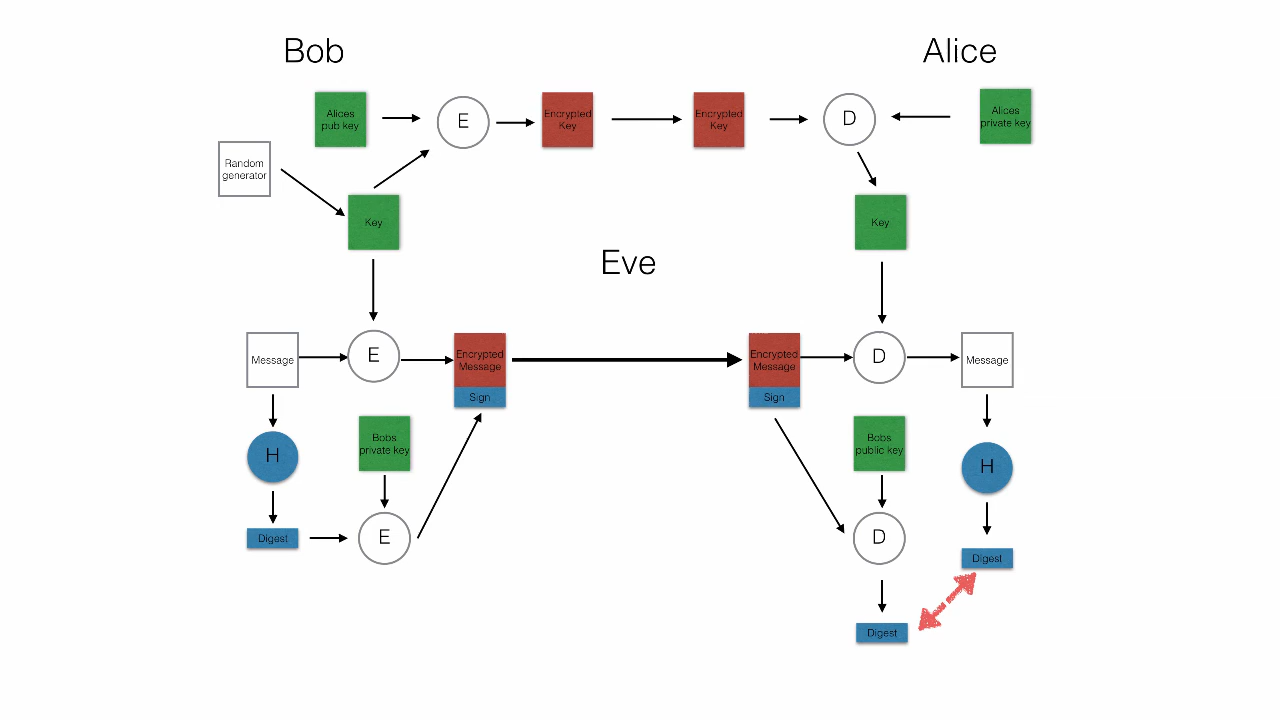 Bob
Alice
Alices
pub key
E
Encrypted
Key
Encrypted
Key
D
Alices
private key
Random
generator
Key
Key
Eve
Message
E
Encrypted
Message
Sign
Encrypted
Message
Sign
D
Message
H
Bobs
private key
Bobs
public key
H
Digest
E
D
Digest
Digest